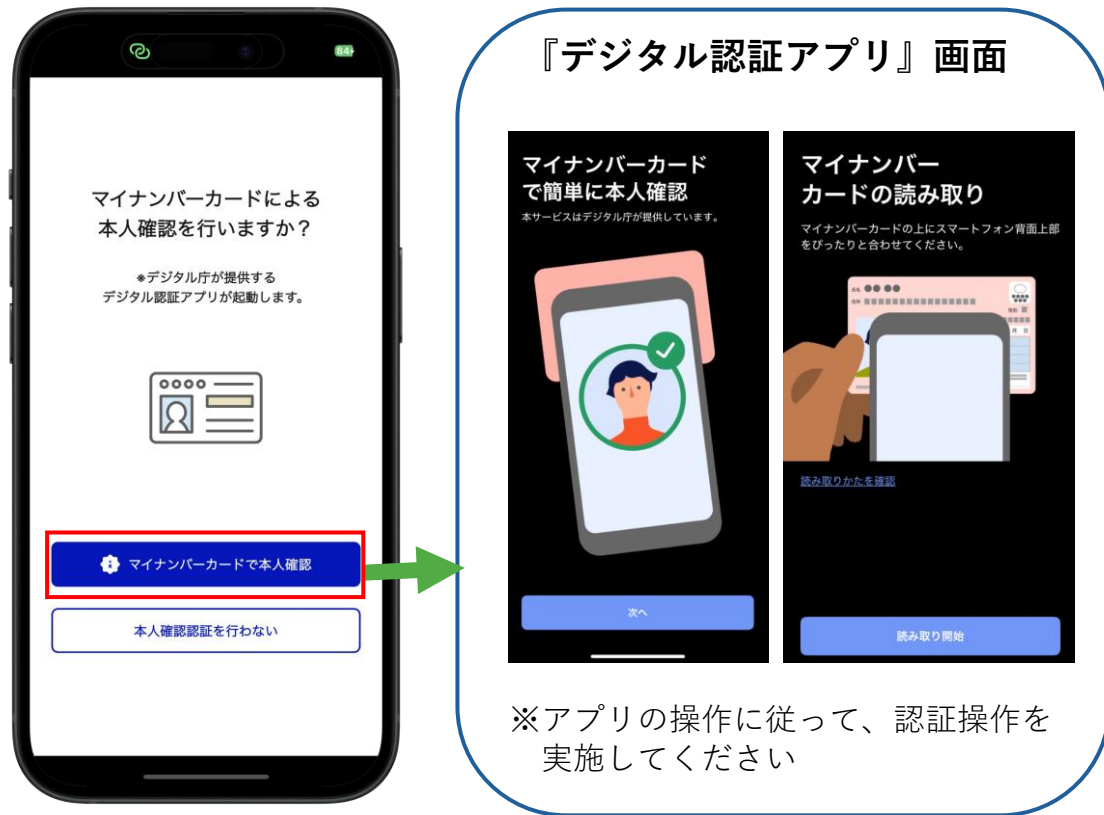 84
マイナンバーカードによる
本人確認を行いますか？
※デジタル庁が提供する
デジタル認証アプリが起動します。
マイナンバーカードで本人確認
本人確認認証を行わない
『デジタル認証アプリ』画面
マイナンバーカード
で簡単に本人確認
本サービスはデジタル庁が提供しています。
次へ
マイナンバー
カードの読み取り
マイナンバーカードの上にスマートフォン背面上部
をぴったりと合わせてください。
氏名
住所
性別
月 日
読み取りかたを確認
読み取り開始
※アプリの操作に従って、認証操作を
実施してください